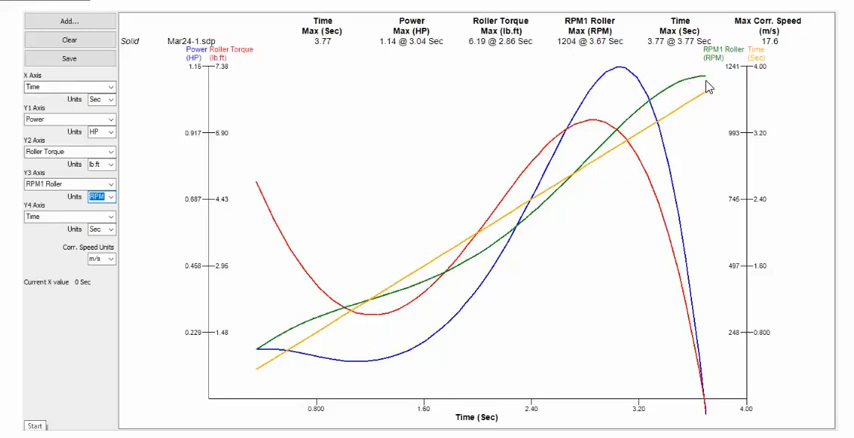 Add...
Clear
Save
X Axis
Time
Units Sec
Y1 Axis
Power
Units HP
Y2 Axis
Roller Torque
Units lb.ft
Y3 Axis
RPM1 Roller
Units RPM
Y4 Axis
Time
Units Sec
Corr. Speed Units
m/s
Current X value 0 Sec
Start
Time Power Roller Torque RPM1 Roller Time Max Corr. Speed
Max (Sec) Max (HP) Max (lb.ft) Max (RPM) Max (Sec) (m/s)
Solid Mar24-1.sdp 3.77 1.14 @ 3.04 Sec 6.19 @ 2.86 Sec 1204 @ 3.67 Sec 3.77 @ 3.77 Sec 17.6
Power Roller Torque RPM1 Roller Time
(HP) (lb.ft) (RPM) (Sec)
1.15 7.38 1241 4.00
0.917 5.90 993 3.20
0.687 4.43 745 2.40
0.458 2.95 497 1.60
0.229 1.48 248 0.800
0.800 1.60 2.40 3.20 4.00
Time (Sec)